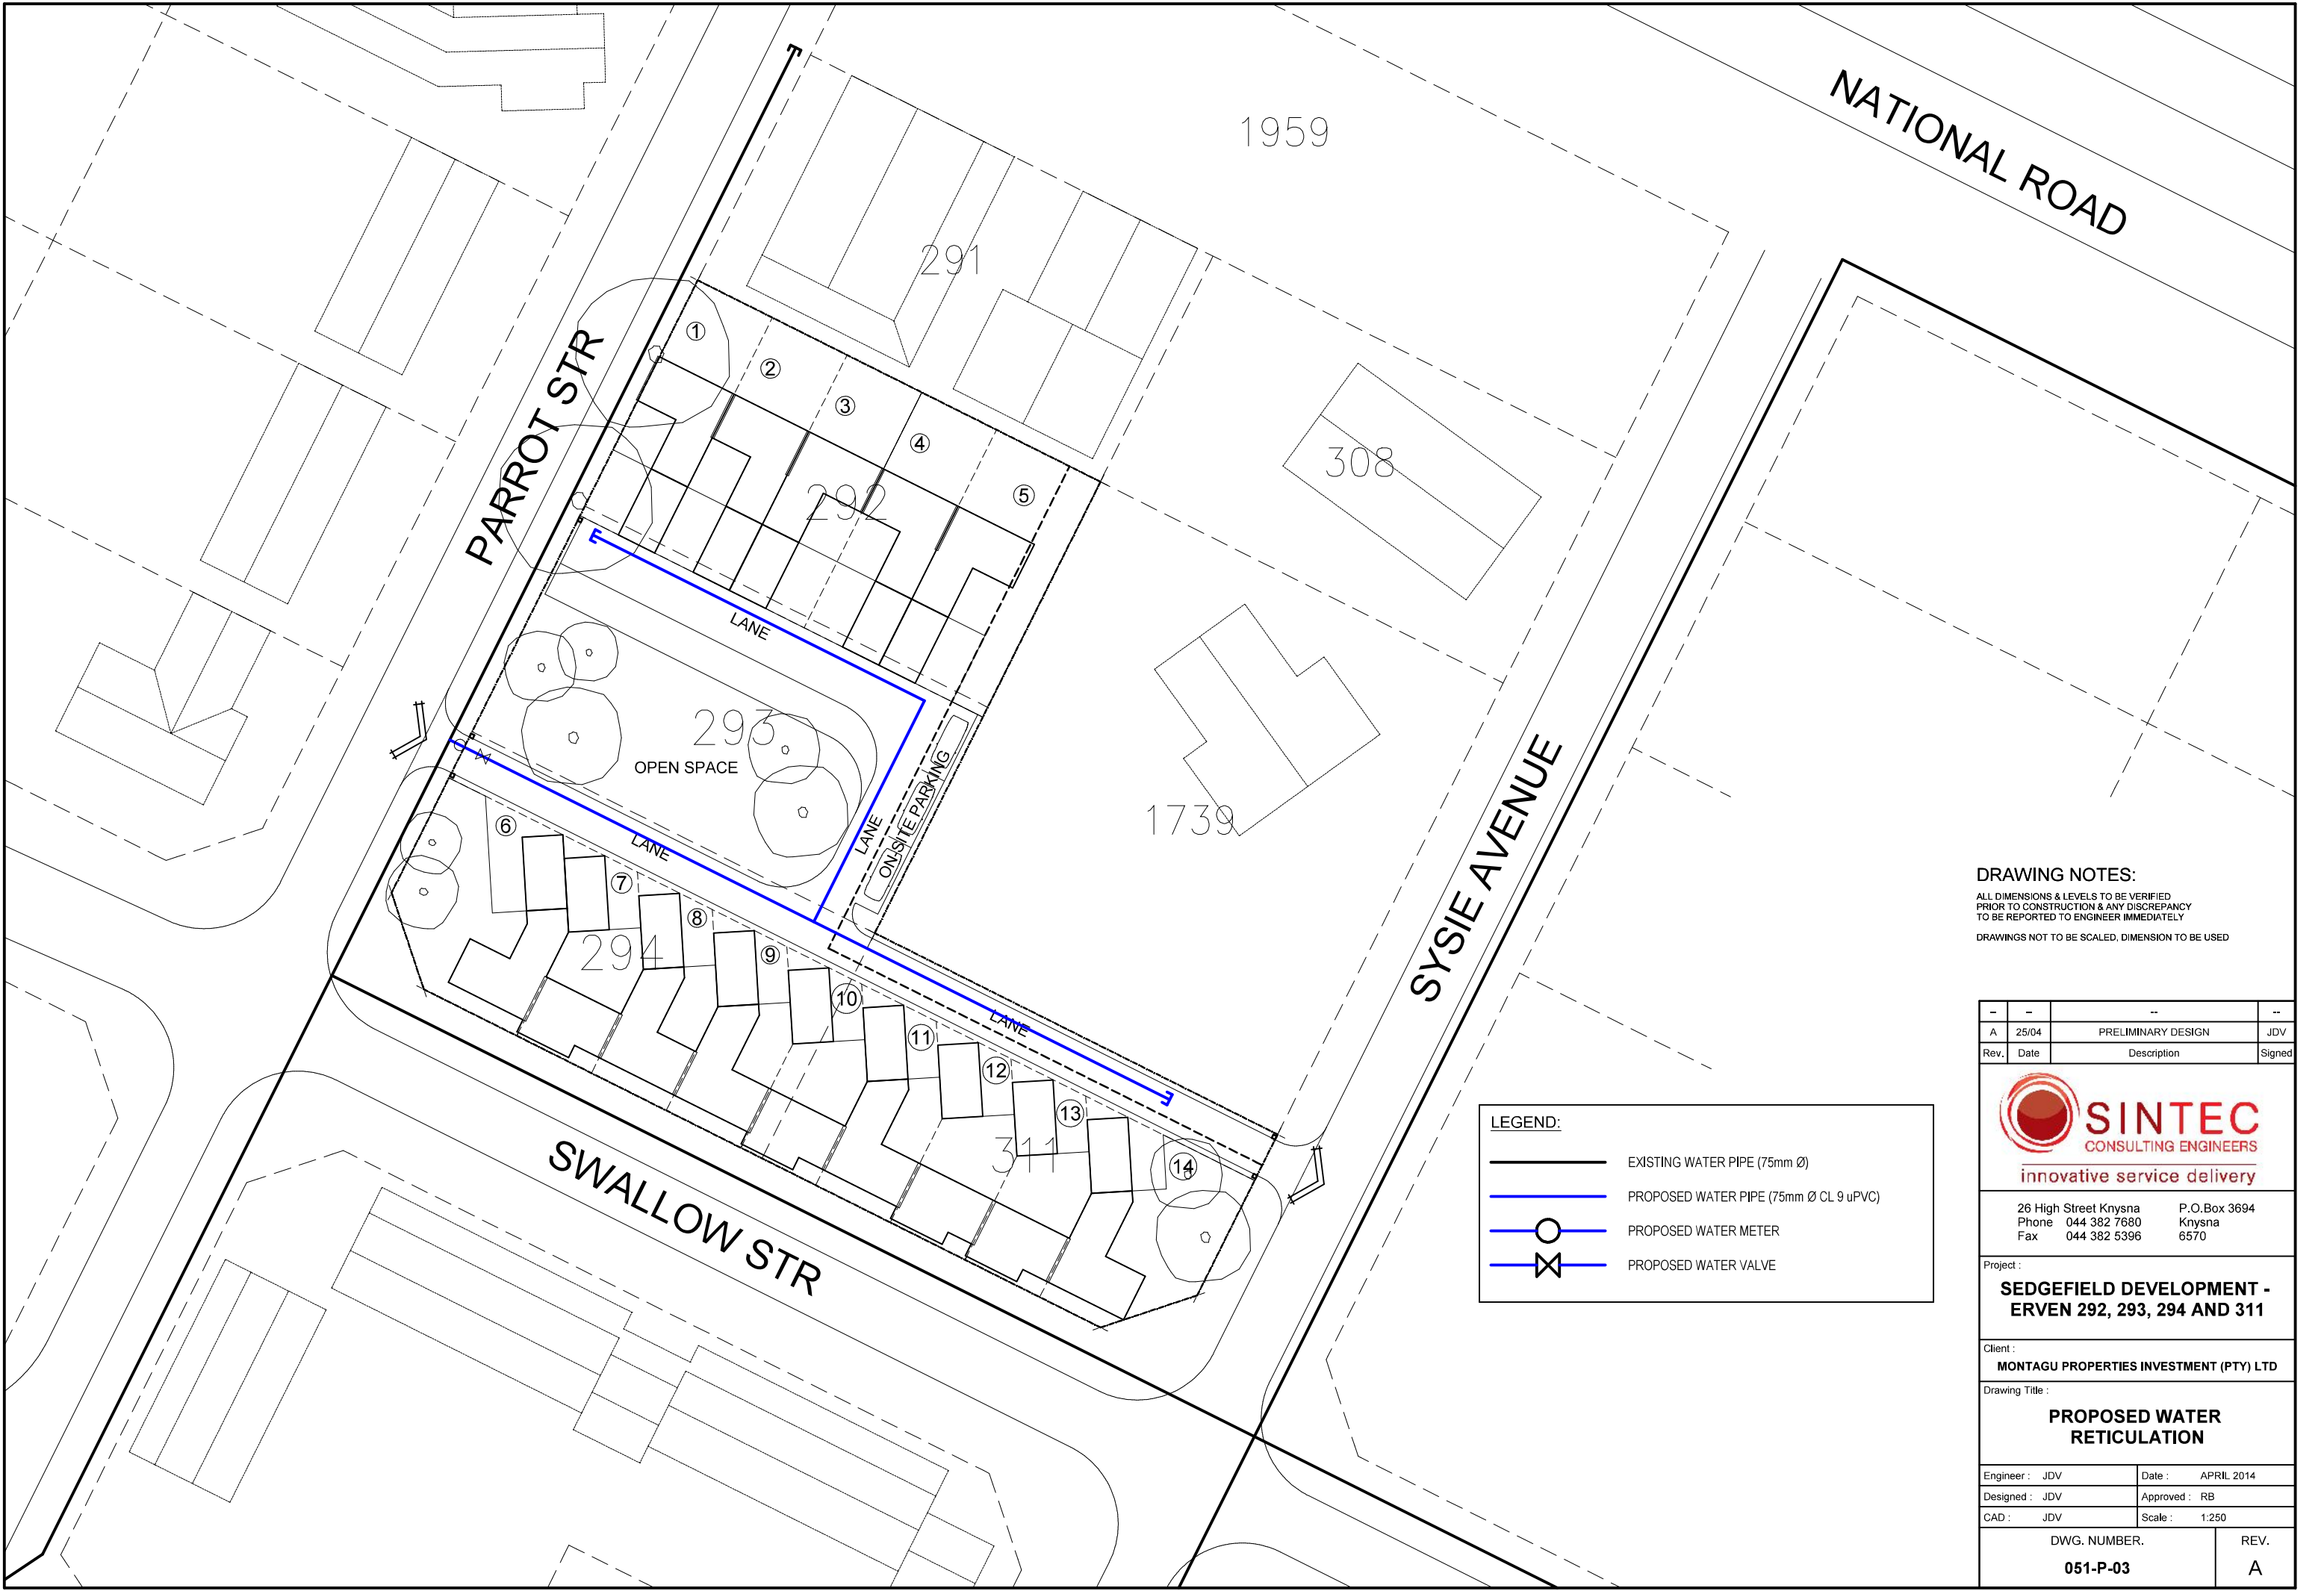 NATIONAL ROAD
1959
291
PARROT STR
1
2
3
4
5
292
308
LANE
293
OPEN SPACE
ON-SITE PARKING
LANE
1739
SYSIE AVENUE
LANE
6
7
8
9
10
11
12
13
14
294
LANE
311
SWALLOW STR
LEGEND:
EXISTING WATER PIPE (75mm Ø)
PROPOSED WATER PIPE (75mm Ø CL 9 uPVC)
PROPOSED WATER METER
PROPOSED WATER VALVE
DRAWING NOTES:
ALL DIMENSIONS & LEVELS TO BE VERIFIED
PRIOR TO CONSTRUCTION & ANY DISCREPANCY
TO BE REPORTED TO ENGINEER IMMEDIATELY
DRAWINGS NOT TO BE SCALED, DIMENSION TO BE USED
– – -- --
A 25/04 PRELIMINARY DESIGN JDV
Rev. Date Description Signed
SINTEC
CONSULTING ENGINEERS
innovative service delivery
26 High Street Knysna P.O.Box 3694
Phone 044 382 7680 Knysna
Fax 044 382 5396 6570
Project :
SEDGEFIELD DEVELOPMENT -
ERVEN 292, 293, 294 AND 311
Client :
MONTAGU PROPERTIES INVESTMENT (PTY) LTD
Drawing Title :
PROPOSED WATER
RETICULATION
Engineer : JDV Date : APRIL 2014
Designed : JDV Approved : RB
CAD : JDV Scale : 1:250
DWG. NUMBER. REV.
051-P-03 A